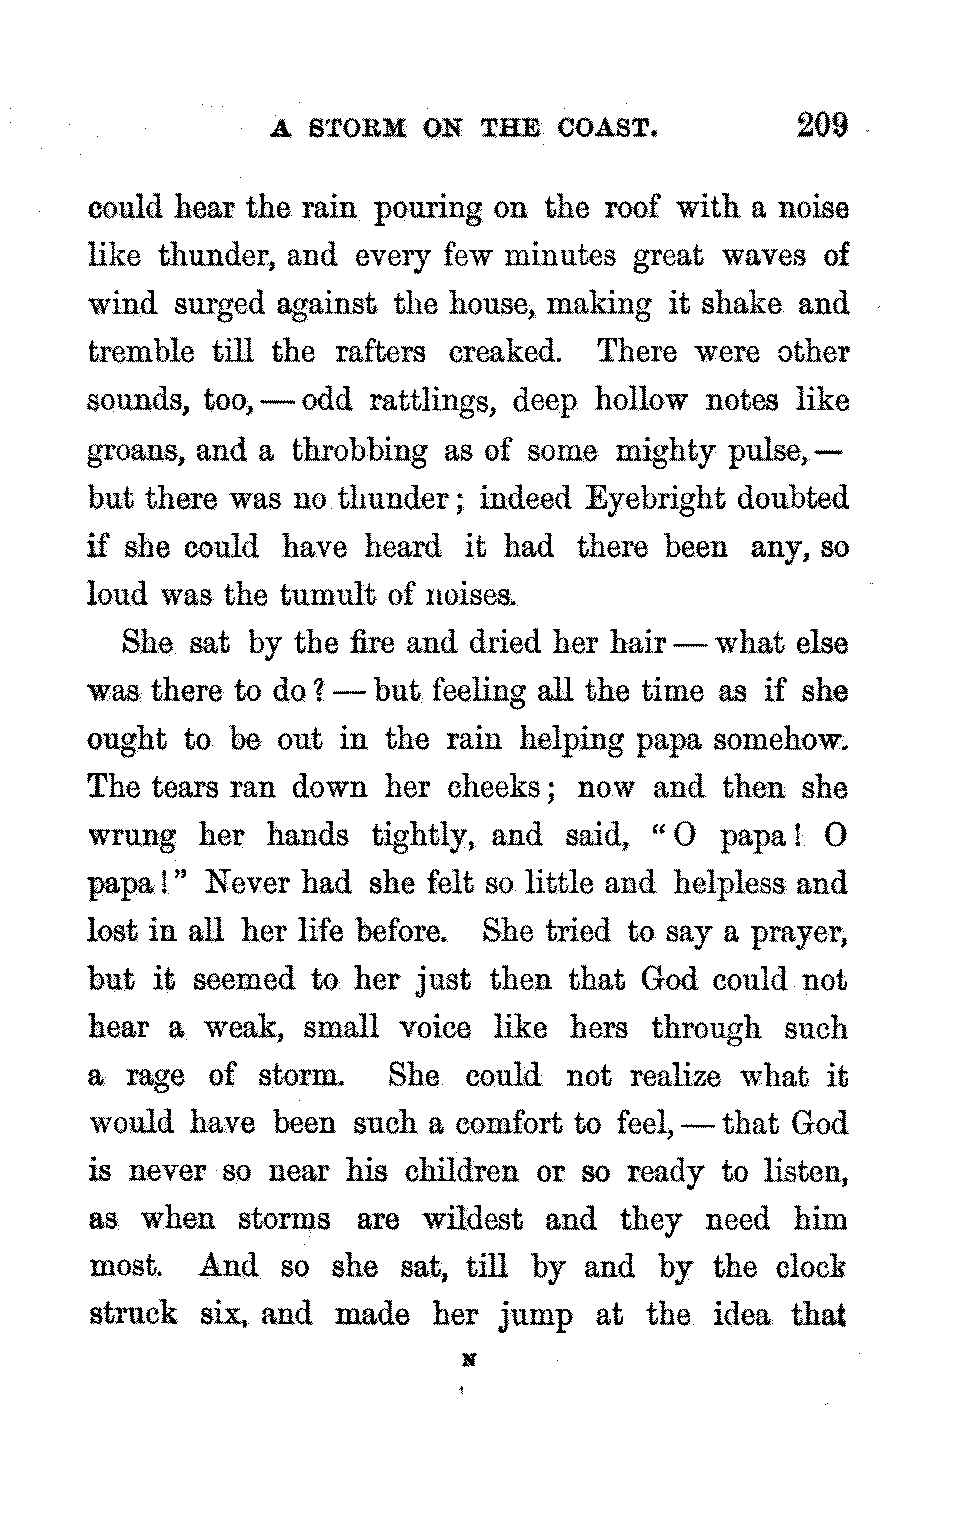 A STORM ON THE COAST. 209
could hear the rain pouring on the roof with a noise
like thunder, and every few minutes great waves of
wind surged against the house, making it shake and
tremble till the rafters creaked. There were other
sounds, too,—odd rattlings, deep hollow notes like
groans, and a throbbing as of some mighty pulse,—
but there was no thunder; indeed Eyebright doubted
if she could have heard it had there been any, so
loud was the tumult of noises.
She sat by the fire and dried her hair—what else
was there to do?—but feeling all the time as if she
ought to be out in the rain helping papa somehow.
The tears ran down her cheeks; now and then she
wrung her hands tightly, and said, "O papa! O
papa!" Never had she felt so little and helpless and
lost in all her life before. She tried to say a prayer,
but it seemed to her just then that God could not
hear a weak, small voice like hers through such
a rage of storm. She could not realize what it
would have been such a comfort to feel,—that God
is never so near his children or so ready to listen,
as when storms are wildest and they need him
most. And so she sat, till by and by the clock
struck six, and made her jump at the idea that
N